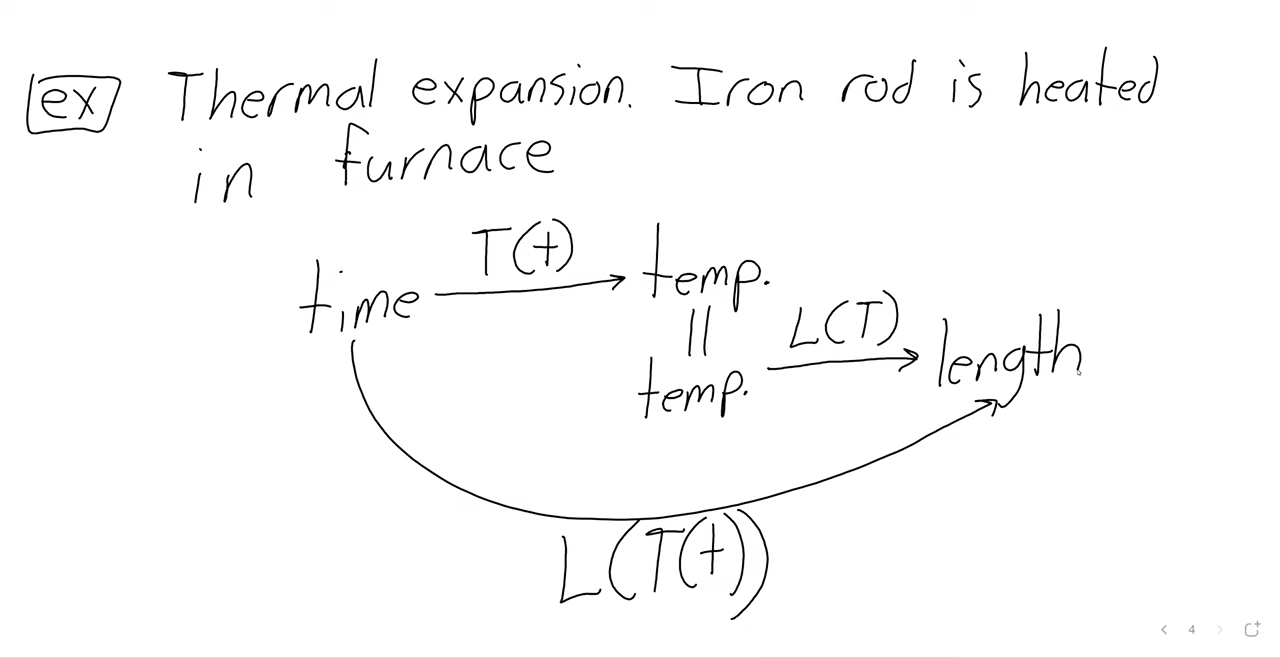 ex Thermal expansion. Iron rod is heated
in furnace
T(t)
time temp.
||
L(T)
temp. length
L(T(t))
4